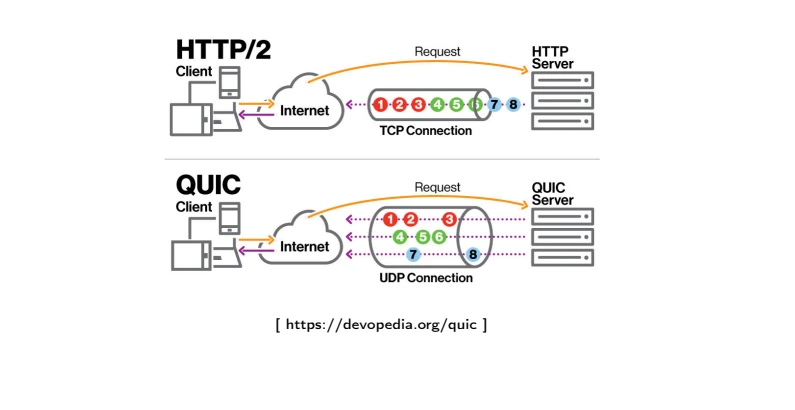 HTTP/2
Client
Internet
Request
1 2 3 4 5 6 7 8
TCP Connection
HTTP
Server
QUIC
Client
Internet
Request
1 2 3
4 5 6
7 8
UDP Connection
QUIC
Server
[ https://devopedia.org/quic ]